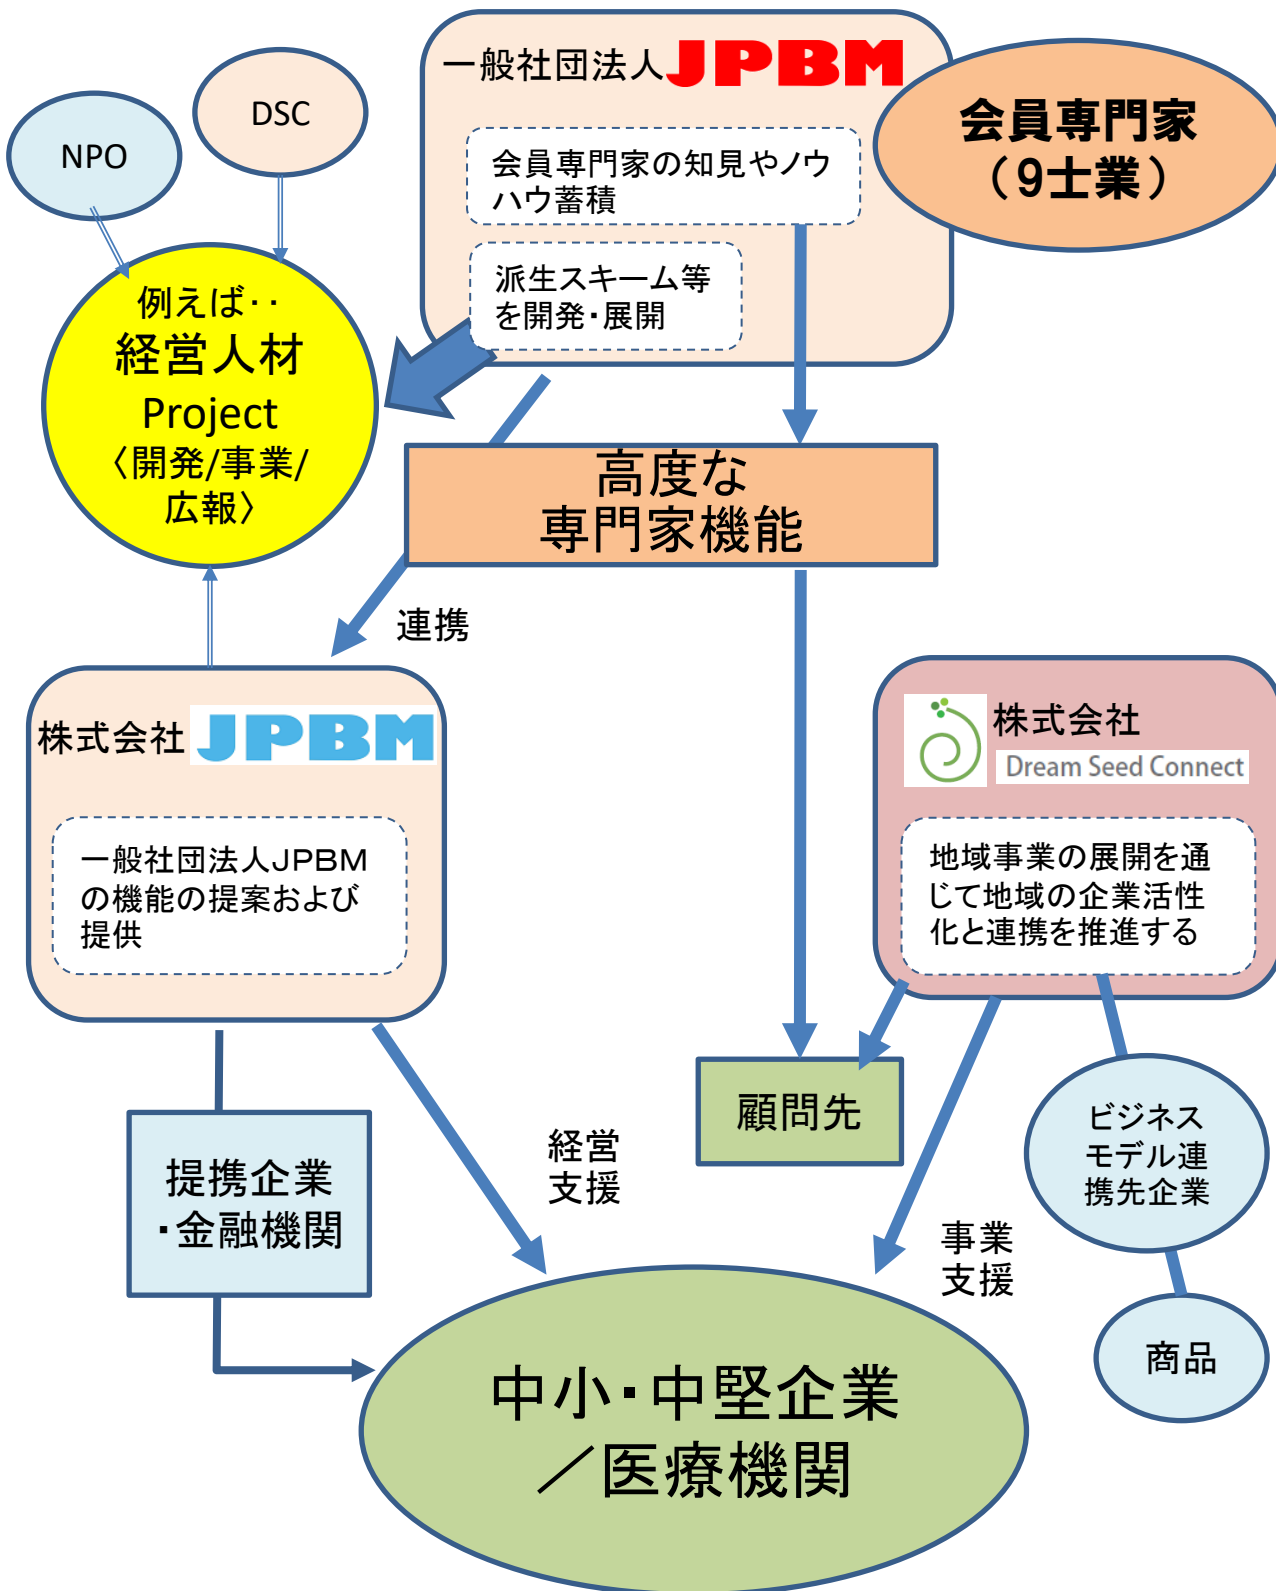 一般社団法人JPBM
会員専門家
（9士業）
DSC
NPO
会員専門家の知見やノウ
ハウ蓄積
派生スキーム等
を開発・展開
例えば‥
経営人材
Project
〈開発/事業/
広報〉
高度な
専門家機能
連携
株式会社 JPBM
一般社団法人JPBM
の機能の提案および
提供
株式会社
Dream Seed Connect
地域事業の展開を通
じて地域の企業活性
化と連携を推進する
顧問先
ビジネス
モデル連
携先企業
提携企業
・金融機関
経営
支援
事業
支援
商品
中小・中堅企業
／医療機関